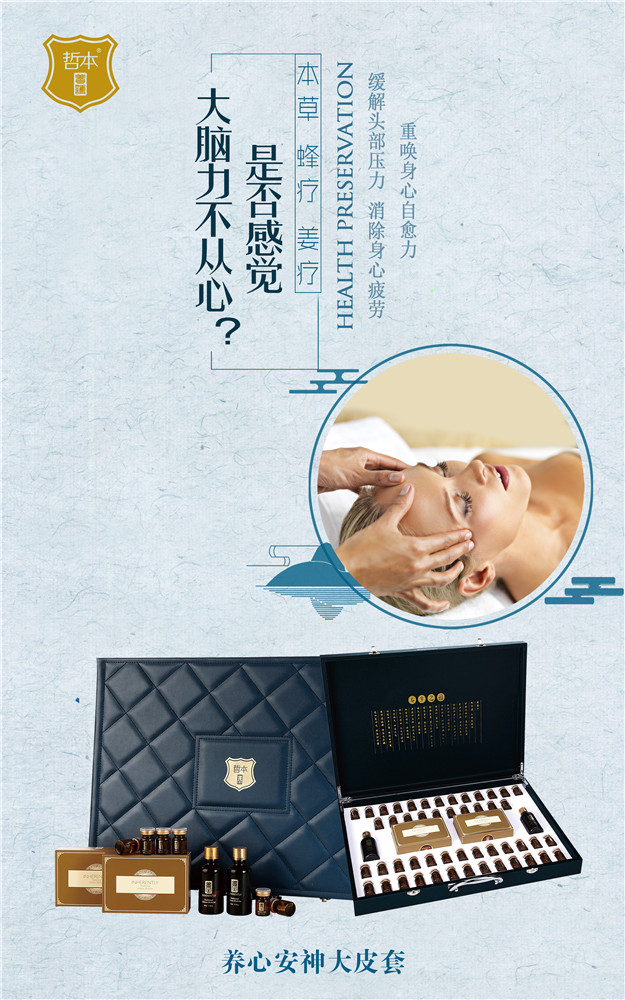 哲本®
是否感觉
大脑力不从心?
本草 蜂疗 姜疗
HEALTH PRESERVATION
缓解头部压力 消除身心疲劳
重唤身心自愈力
哲本
养心安神大皮套